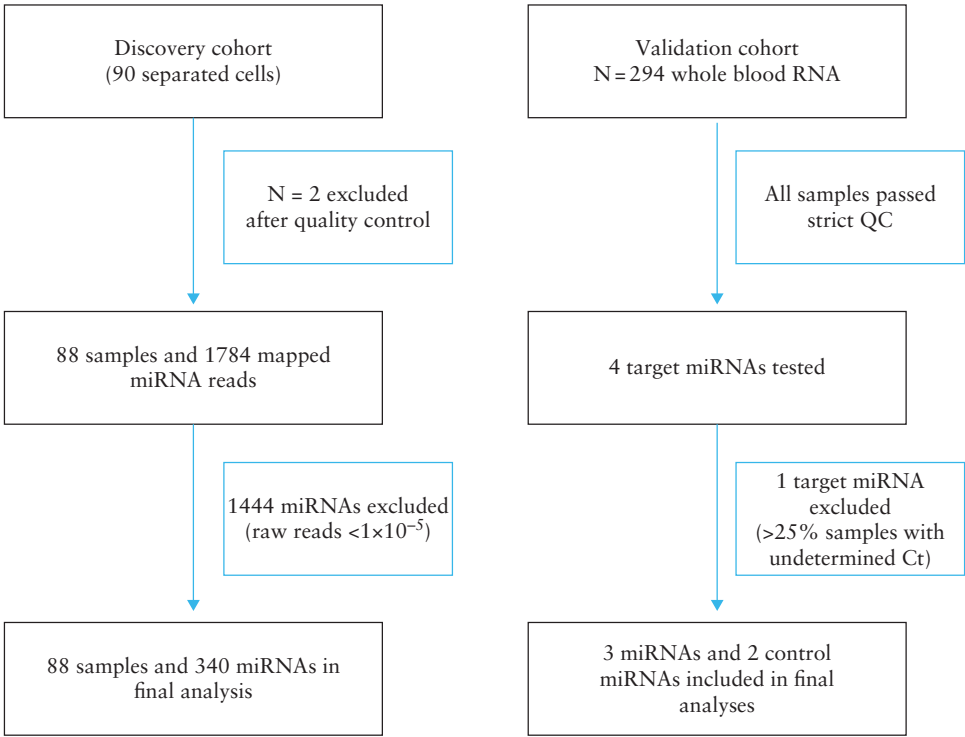 Discovery cohort
(90 separated cells)
N = 2 excluded
after quality control
88 samples and 1784 mapped
miRNA reads
1444 miRNAs excluded
(raw reads <1×10⁻⁵)
88 samples and 340 miRNAs in
final analysis
Validation cohort
N = 294 whole blood RNA
All samples passed
strict QC
4 target miRNAs tested
1 target miRNA
excluded
(>25% samples with
undetermined Ct)
3 miRNAs and 2 control
miRNAs included in final
analyses